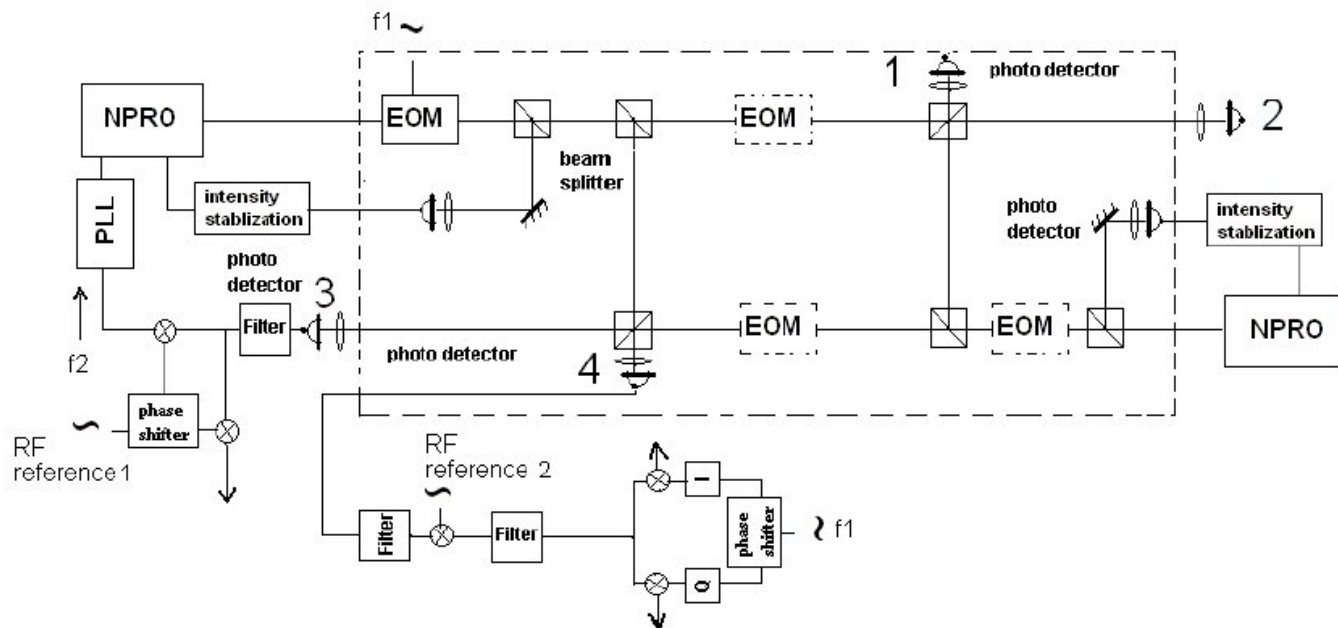 f1
1
photo detector
NPRO
EOM
EOM
2
beam
splitter
photo
detector
intensity
stablization
intensity
stablization
PLL
photo
detector
3
Filter
EOM
EOM
NPRO
f2
photo detector
4
phase
shifter
RF
reference 1
RF
reference 2
I
Filter
Filter
phase
shifter
f1
Q